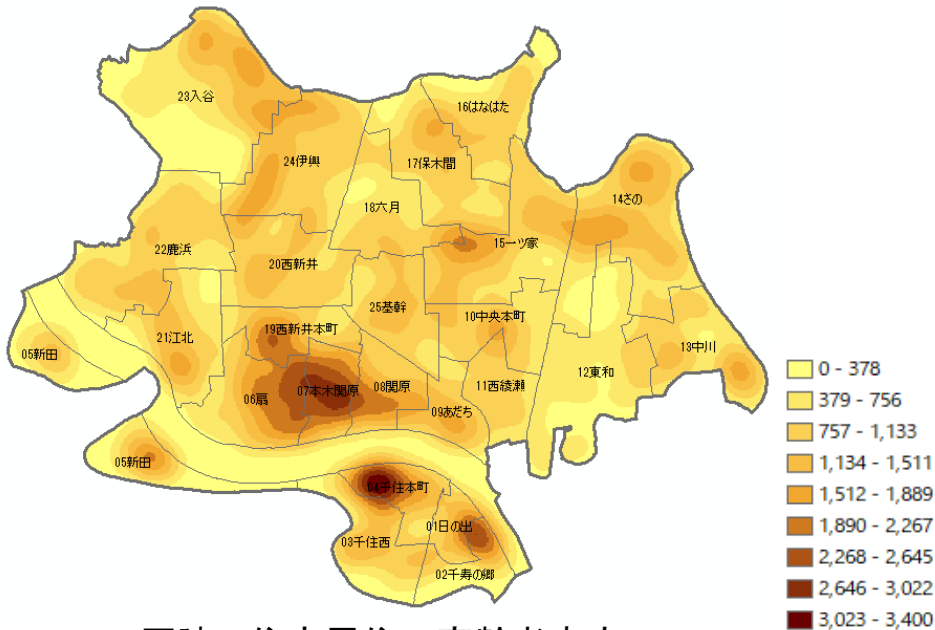 23入谷
16はなはた
24伊興
17保木間
14さの
18六月
15一ツ家
22鹿浜
20西新井
25基幹
10中央本町
19西新井本町
21江北
13中川
05新田
12東和
07本木関原
08関原
11西綾瀬
06扇
09あだち
05新田
04千住本町
01日の出
03千住西
02千寿の郷
0 - 378
379 - 756
757 - 1,133
1,134 - 1,511
1,512 - 1,889
1,890 - 2,267
2,268 - 2,645
2,646 - 3,022
3,023 - 3,400